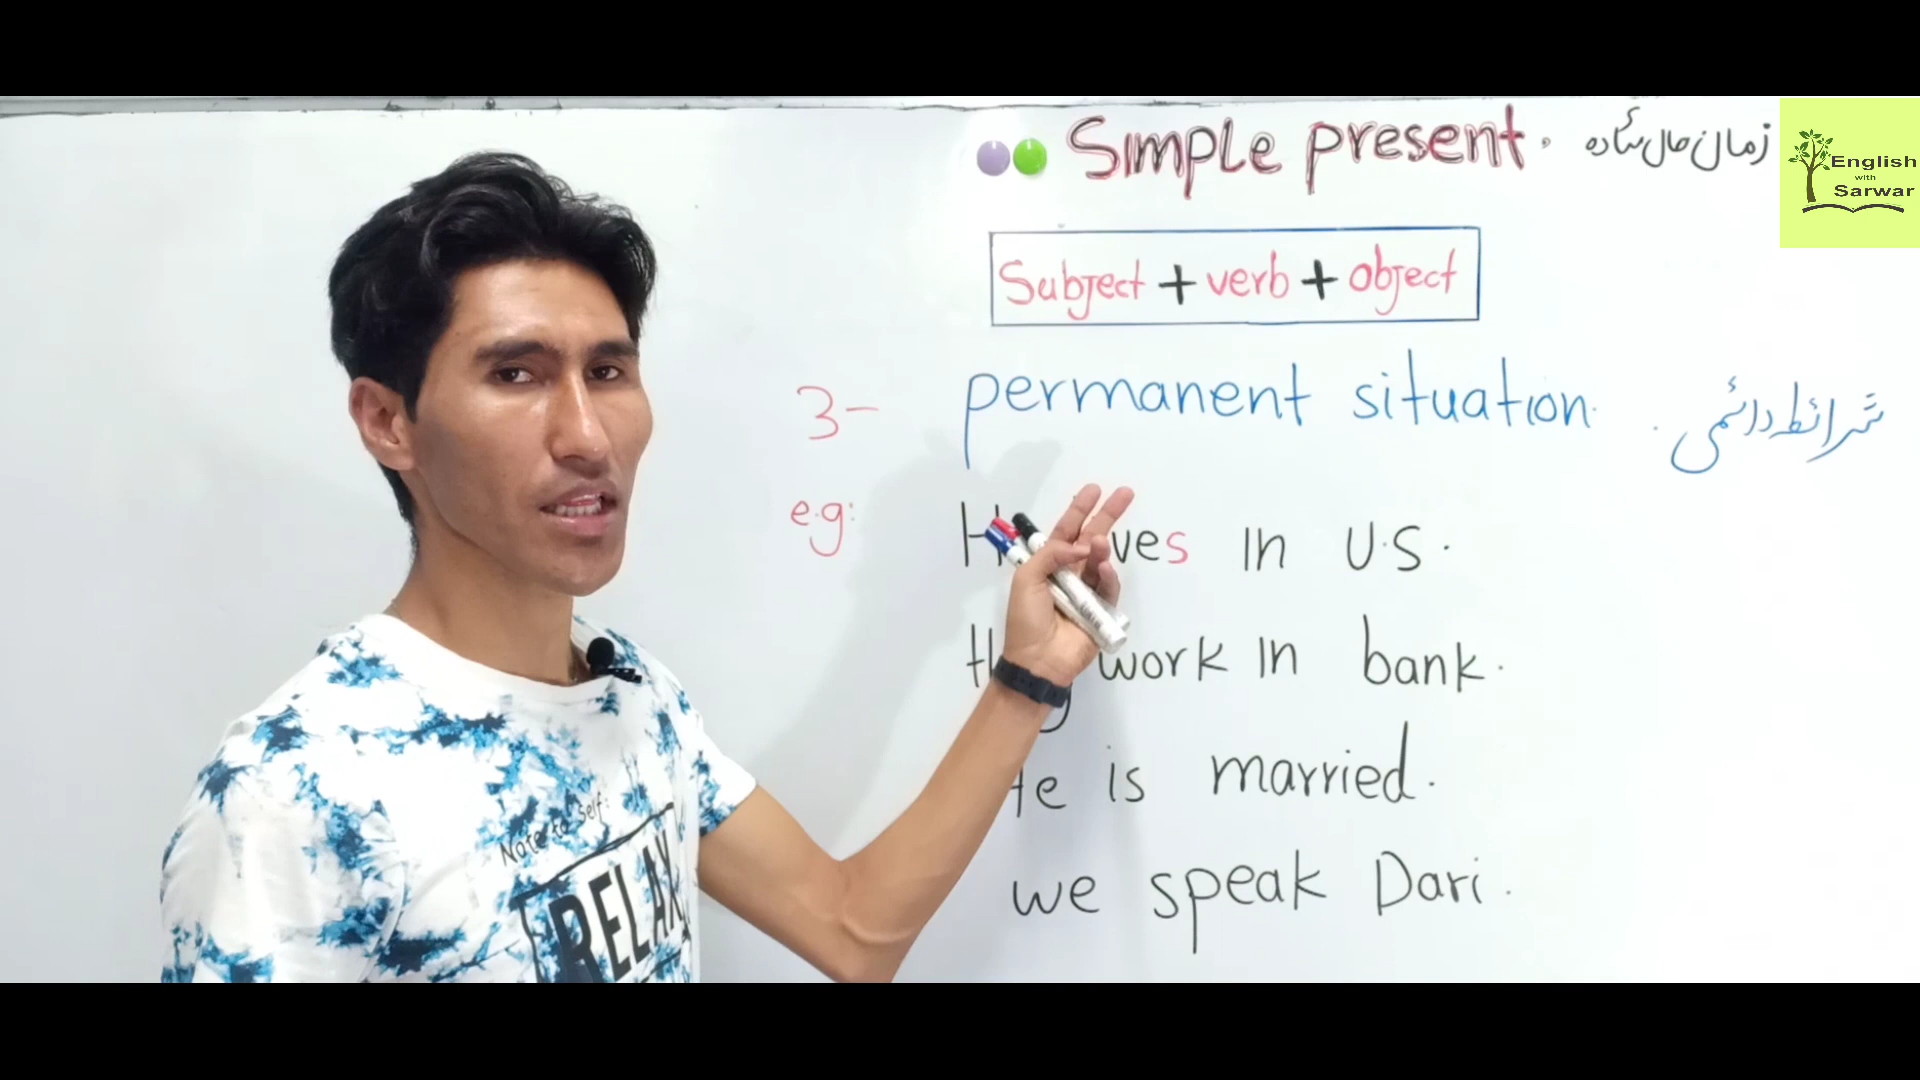 Simple present. زمان حال ساده
English
with
Sarwar
Subject + verb + object
3- permanent situation. شرائط دائمی.
e.g: ves in U.S.
work in bank.
is married.
we speak Dari.
Note to self:
RELAX